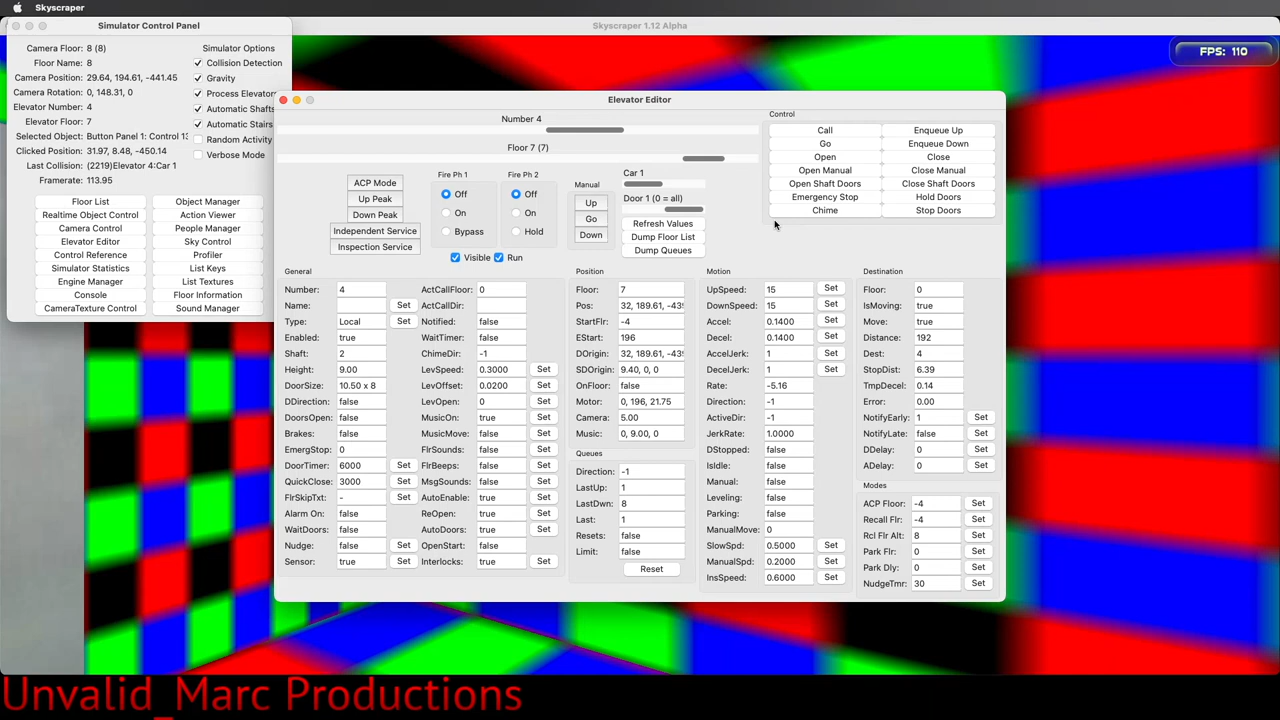 Skyscraper
Simulator Control Panel
Skyscraper 1.12 Alpha
FPS: 110
Camera Floor: 8 (8)
Floor Name: 8
Camera Position: 29.64, 194.61, -441.45
Camera Rotation: 0, 148.31, 0
Elevator Number: 4
Elevator Floor: 7
Selected Object: Button Panel 1: Control 13
Clicked Position: 31.97, 8.48, -450.14
Last Collision: (2219)Elevator 4:Car 1
Framerate: 113.95
Simulator Options
Collision Detection
Gravity
Process Elevators
Automatic Shafts
Automatic Stairs
Random Activity
Verbose Mode
Floor List
Object Manager
Realtime Object Control
Action Viewer
Camera Control
People Manager
Elevator Editor
Sky Control
Control Reference
Profiler
Simulator Statistics
List Keys
Engine Manager
List Textures
Console
Floor Information
CameraTexture Control
Sound Manager
Elevator Editor
Number 4
Floor 7 (7)
ACP Mode
Up Peak
Down Peak
Independent Service
Inspection Service
Fire Ph 1
Off
On
Bypass
Fire Ph 2
Off
On
Hold
Visible
Run
Manual
Up
Go
Down
Car 1
Door 1 (0 = all)
Refresh Values
Dump Floor List
Dump Queues
Control
Call
Enqueue Up
Go
Enqueue Down
Open
Close
Open Manual
Close Manual
Open Shaft Doors
Close Shaft Doors
Emergency Stop
Hold Doors
Chime
Stop Doors
General
Number: 4
Name: Set
Type: Local Set
Enabled: true
Shaft: 2
Height: 9.00
DoorSize: 10.50 x 8
DDirection: false
DoorsOpen: false
Brakes: false
EmergStop: 0
DoorTimer: 6000 Set
QuickClose: 3000 Set
FlrSkipTxt: - Set
Alarm On: false
WaitDoors: false
Nudge: false Set
Sensor: true Set
ActCallFloor: 0
ActCallDir:
Notified: false
WaitTimer: false
ChimeDir: -1
LevSpeed: 0.3000 Set
LevOffset: 0.0200 Set
LevOpen: 0 Set
MusicOn: true Set
MusicMove: false Set
FlrSounds: false Set
FlrBeeps: false Set
MsgSounds: false Set
AutoEnable: true Set
ReOpen: true Set
AutoDoors: true Set
OpenStart: false Set
Interlocks: true Set
Position
Floor: 7
Pos: 32, 189.61, -439
StartFlr: -4
EStart: 196
DOrigin: 32, 189.61, -439
SDOrigin: 9.40, 0, 0
OnFloor: false
Motor: 0, 196, 21.75
Camera: 5.00
Music: 0, 9.00, 0
Queues
Direction: -1
LastUp: 1
LastDwn: 8
Last: 1
Resets: false
Limit: false
Reset
Motion
UpSpeed: 15 Set
DownSpeed: 15 Set
Accel: 0.1400 Set
Decel: 0.1400 Set
AccelJerk: 1 Set
DecelJerk: 1 Set
Rate: -5.16
Direction: -1
ActiveDir: -1
JerkRate: 1.0000
DStopped: false
IsIdle: false
Manual: false
Leveling: false
Parking: false
ManualMove: 0
SlowSpd: 0.5000 Set
ManualSpd: 0.2000 Set
InsSpeed: 0.6000 Set
Destination
Floor: 0
IsMoving: true
Move: true
Distance: 192
Dest: 4
StopDist: 6.39
TmpDecel: 0.14
Error: 0.00
NotifyEarly: 1 Set
NotifyLate: false Set
DDelay: 0 Set
ADelay: 0 Set
Modes
ACP Floor: -4 Set
Recall Flr: -4 Set
Rcl Flr Alt: 8 Set
Park Flr: 0 Set
Park Dly: 0 Set
NudgeTmr: 30 Set
Unvalid_Marc Productions